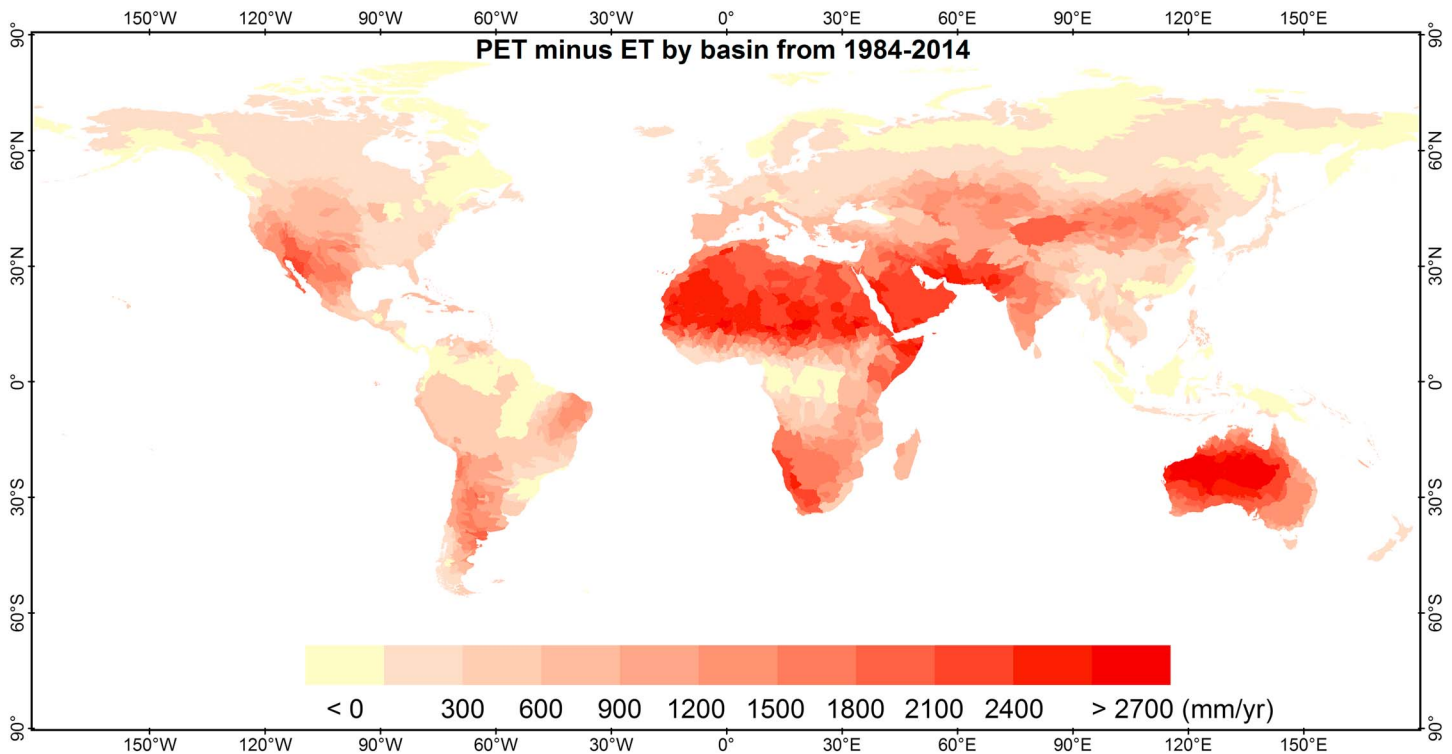 150°W 120°W 90°W 60°W 30°W 0° 30°E 60°E 90°E 120°E 150°E
PET minus ET by basin from 1984-2014
90° 90°
60°N 60°N
30°N 30°N
0° 0°
30°S 30°S
60°S 60°S
90° 90°
< 0 300 600 900 1200 1500 1800 2100 2400 > 2700 (mm/yr)
150°W 120°W 90°W 60°W 30°W 0° 30°E 60°E 90°E 120°E 150°E